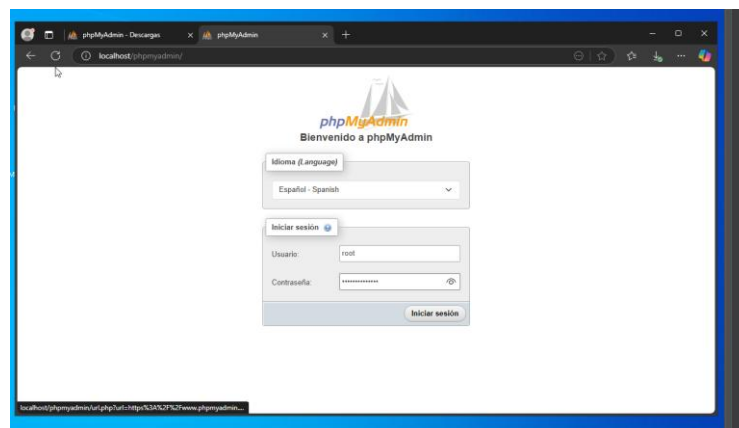 phpMyAdmin - Descargas
phpMyAdmin
localhost/phpmyadmin/
phpMyAdmin
Bienvenido a phpMyAdmin
Idioma (Language)
Español - Spanish
Iniciar sesión
Usuario:
root
Contraseña:
Iniciar sesión
localhost/phpmyadmin/url.php?url=https%3A%2F%2Fwww.phpmyadmin....